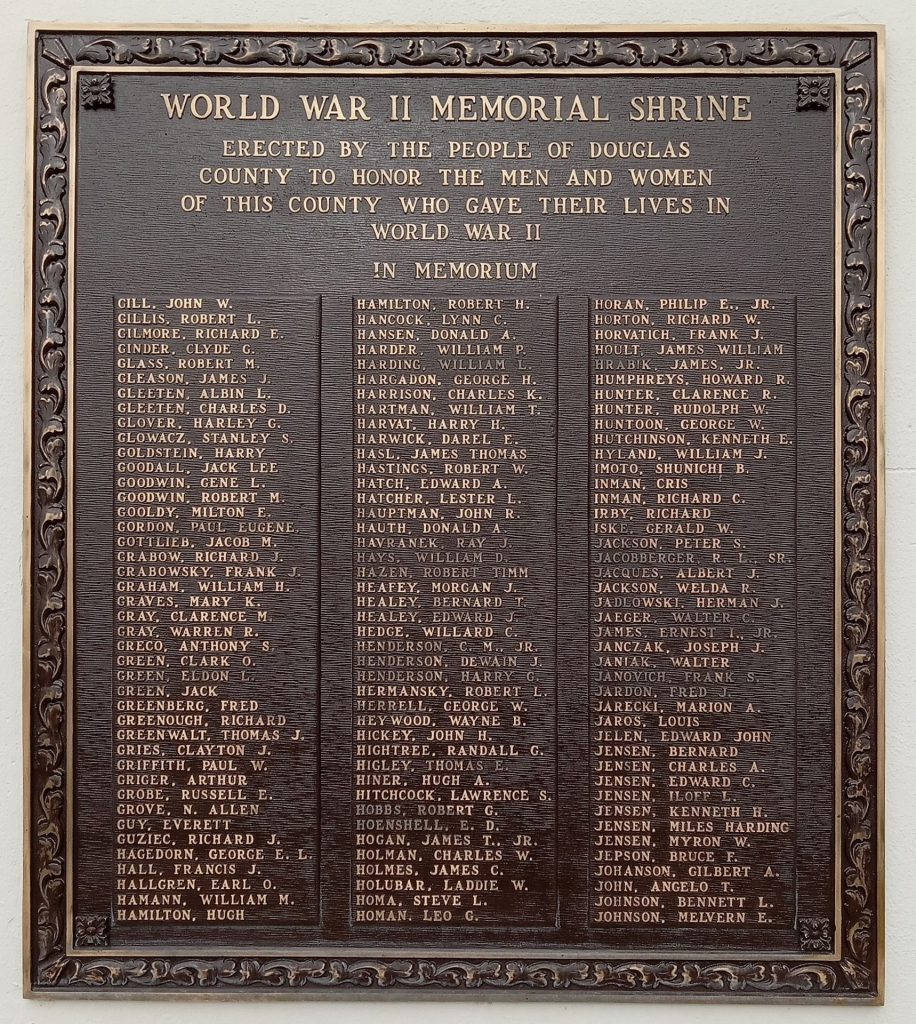 WORLD WAR II MEMORIAL SHRINE
ERECTED BY THE PEOPLE OF DOUGLAS
COUNTY TO HONOR THE MEN AND WOMEN
OF THIS COUNTY WHO GAVE THEIR LIVES IN
WORLD WAR II
IN MEMORIUM
GILL, JOHN W.
GILLIS, ROBERT L.
GILMORE, RICHARD E.
GINDER, CLYDE G.
GLASS, ROBERT M.
GLEASON, JAMES J.
GLEETEN, ALBIN L.
GLEETEN, CHARLES D.
GLOVER, HARLEY G.
GLOWACZ, STANLEY S.
GOLDSTEIN, HARRY
GOODALL, JACK LEE
GOODWIN, GENE L.
GOODWIN, ROBERT M.
GOOLDY, MILTON E.
GORDON, PAUL EUGENE
GOTTLIEB, JACOB M.
GRABOW, RICHARD J.
GRABOWSKY, FRANK J.
GRAHAM, WILLIAM H.
GRAVES, MARY K.
GRAY, CLARENCE M.
GRAY, WARREN R.
GRECO, ANTHONY S.
GREEN, CLARK O.
GREEN, ELDON L.
GREEN, JACK
GREENBERG, FRED
GREENOUGH, RICHARD
GREENWALT, THOMAS J.
GRIES, CLAYTON J.
GRIFFITH, PAUL W.
GRIGER, ARTHUR
GROBE, RUSSELL E.
GROVE, N. ALLEN
GUY, EVERETT
GUZIEC, RICHARD J.
HAGEDORN, GEORGE E. L.
HALL, FRANCIS J.
HALLGREN, EARL O.
HAMANN, WILLIAM M.
HAMILTON, HUGH
HAMILTON, ROBERT H.
HANCOCK, LYNN C.
HANSEN, DONALD A.
HARDER, WILLIAM P.
HARDING, WILLIAM L.
HARGADON, GEORGE H.
HARRISON, CHARLES K.
HARTMAN, WILLIAM T.
HARVAT, HARRY H.
HARWICK, DAREL E.
HASL, JAMES THOMAS
HASTINGS, ROBERT W.
HATCH, EDWARD A.
HATCHER, LESTER L.
HAUPTMAN, JOHN R.
HAUTH, DONALD A.
HAVRANEK, RAY J.
HAYS, WILLIAM D.
HAZEN, ROBERT TIMM
HEAFEY, MORGAN J.
HEALEY, BERNARD T.
HEALEY, EDWARD J.
HEDGE, WILLARD C.
HENDERSON, C. M., JR.
HENDERSON, DEWAIN J.
HENDERSON, HARRY G.
HERMANSKY, ROBERT L.
HERRELL, GEORGE W.
HEYWOOD, WAYNE B.
HICKEY, JOHN H.
HIGHTREE, RANDALL G.
HIGLEY, THOMAS E.
HINER, HUGH A.
HITCHCOCK, LAWRENCE S.
HOBBS, ROBERT G.
HOENSHELL, E. D.
HOGAN, JAMES T., JR.
HOLMAN, CHARLES W.
HOLMES, JAMES C.
HOLUBAR, LADDIE W.
HOMA, STEVE L.
HOMAN, LEO G.
HORAN, PHILIP E., JR.
HORTON, RICHARD W.
HORVATICH, FRANK J.
HOULT, JAMES WILLIAM
HRABIK, JAMES, JR.
HUMPHREYS, HOWARD R.
HUNTER, CLARENCE R.
HUNTER, RUDOLPH W.
HUNTOON, GEORGE W.
HUTCHINSON, KENNETH E.
HYLAND, WILLIAM J.
IMOTO, SHUNICHI B.
INMAN, CRIS
INMAN, RICHARD C.
IRBY, RICHARD
ISKE, GERALD W.
JACKSON, PETER S.
JACOBBERGER, R. L., SR.
JACQUES, ALBERT J.
JACKSON, WELDA R.
JADLOWSKI, HERMAN J.
JAEGER, WALTER C.
JAMES, ERNEST I., JR.
JANCZAK, JOSEPH J.
JANIAK, WALTER
JANOVICH, FRANK S.
JARDON, FRED J.
JARECKI, MARION A.
JAROS, LOUIS
JELEN, EDWARD JOHN
JENSEN, BERNARD
JENSEN, CHARLES A.
JENSEN, EDWARD C.
JENSEN, ILOFF L.
JENSEN, KENNETH H.
JENSEN, MILES HARDING
JENSEN, MYRON W.
JEPSON, BRUCE F.
JOHANSON, GILBERT A.
JOHN, ANGELO T.
JOHNSON, BENNETT L.
JOHNSON, MELVERN E.